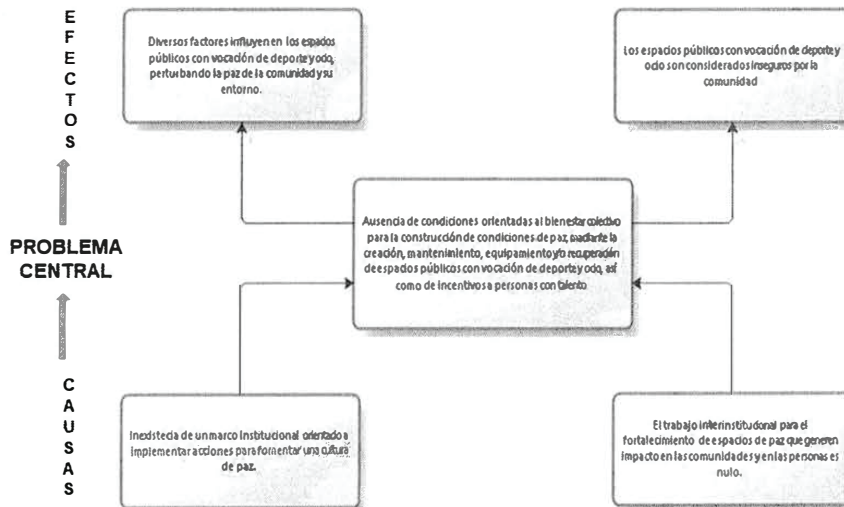 EFECTOS
Diversos factores influyen en los espacios
públicos con vocación de deporte y ocio,
perturbando la paz de la comunidad y su
entorno.
Los espacios públicos con vocación de deporte y
ocio son considerados inseguros por la
comunidad
PROBLEMA
CENTRAL
Ausencia de condiciones orientadas al bienestar colectivo
para la construcción de condiciones de paz, mediante la
creación, mantenimiento, equipamiento y/o recuperación
de espacios públicos con vocación de deporte y ocio, así
como de incentivos a personas con talento
CAUSAS
Inexistecia de un marco Institucional orientado a
implementar acciones para fomentar una cultura
de paz.
El trabajo interinstitucional para el
fortalecimiento de espacios de paz que generen
impacto en las comunidades y en las personas es
nulo.